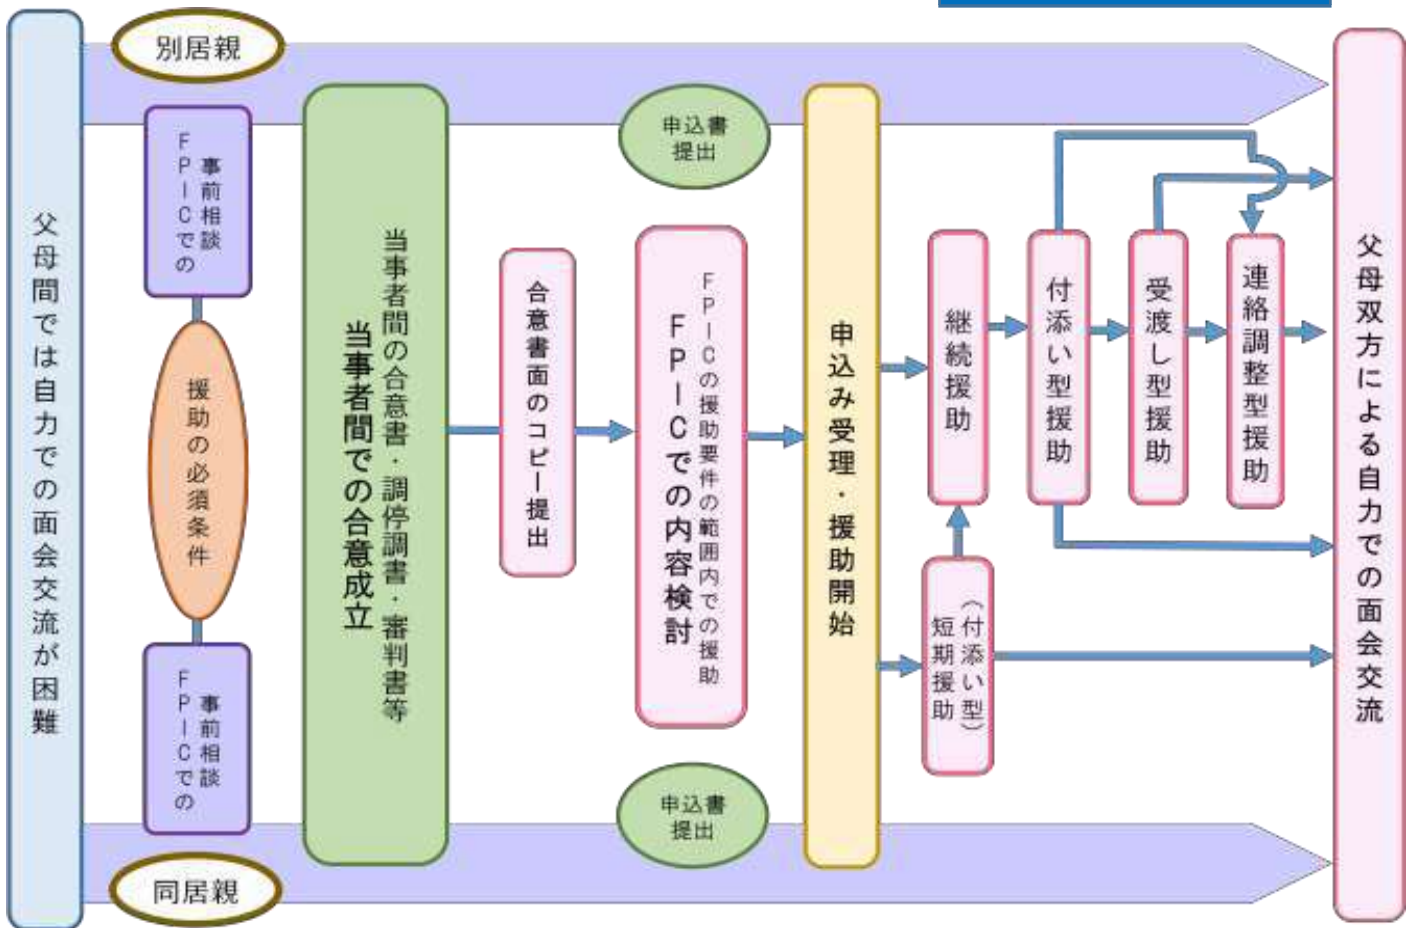 父母間では自力での面会交流が困難
別居親
FPICでの
事前相談
援助の必須条件
FPICでの
事前相談
同居親
当事者間での合意成立
当事者間の合意書・調停調書・審判書等
合意書面のコピー提出
申込書
提出
FPICでの内容検討
FPICの援助要件の範囲内での援助
申込書
提出
申込み受理・援助開始
継続援助
短期援助
（付添い型）
付添い型援助
受渡し型援助
連絡調整型援助
父母双方による自力での面会交流